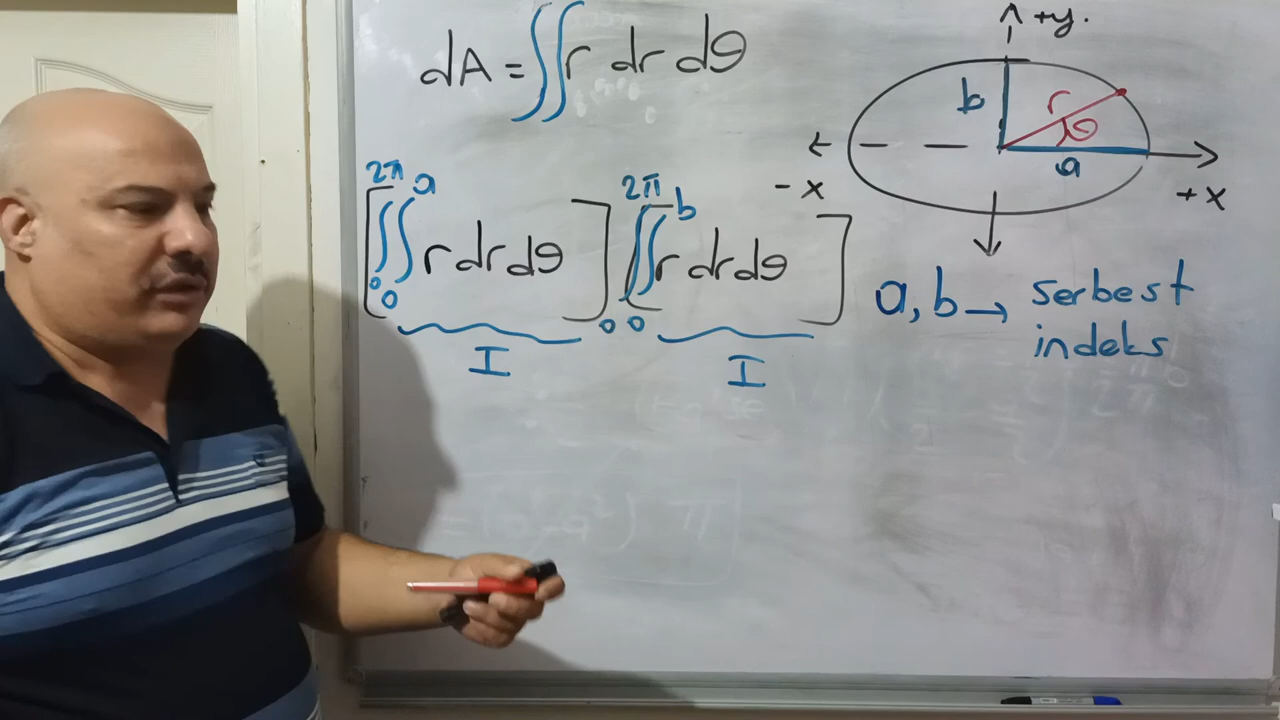 dA = ∬ r dr dθ
[ ∫₀^2π ∫₀^a r dr dθ ] [ ∫₀^2π ∫₀^b r dr dθ ]
I I
+y.
b
r
θ
a
- x
+ x
a, b → serbest
indeks